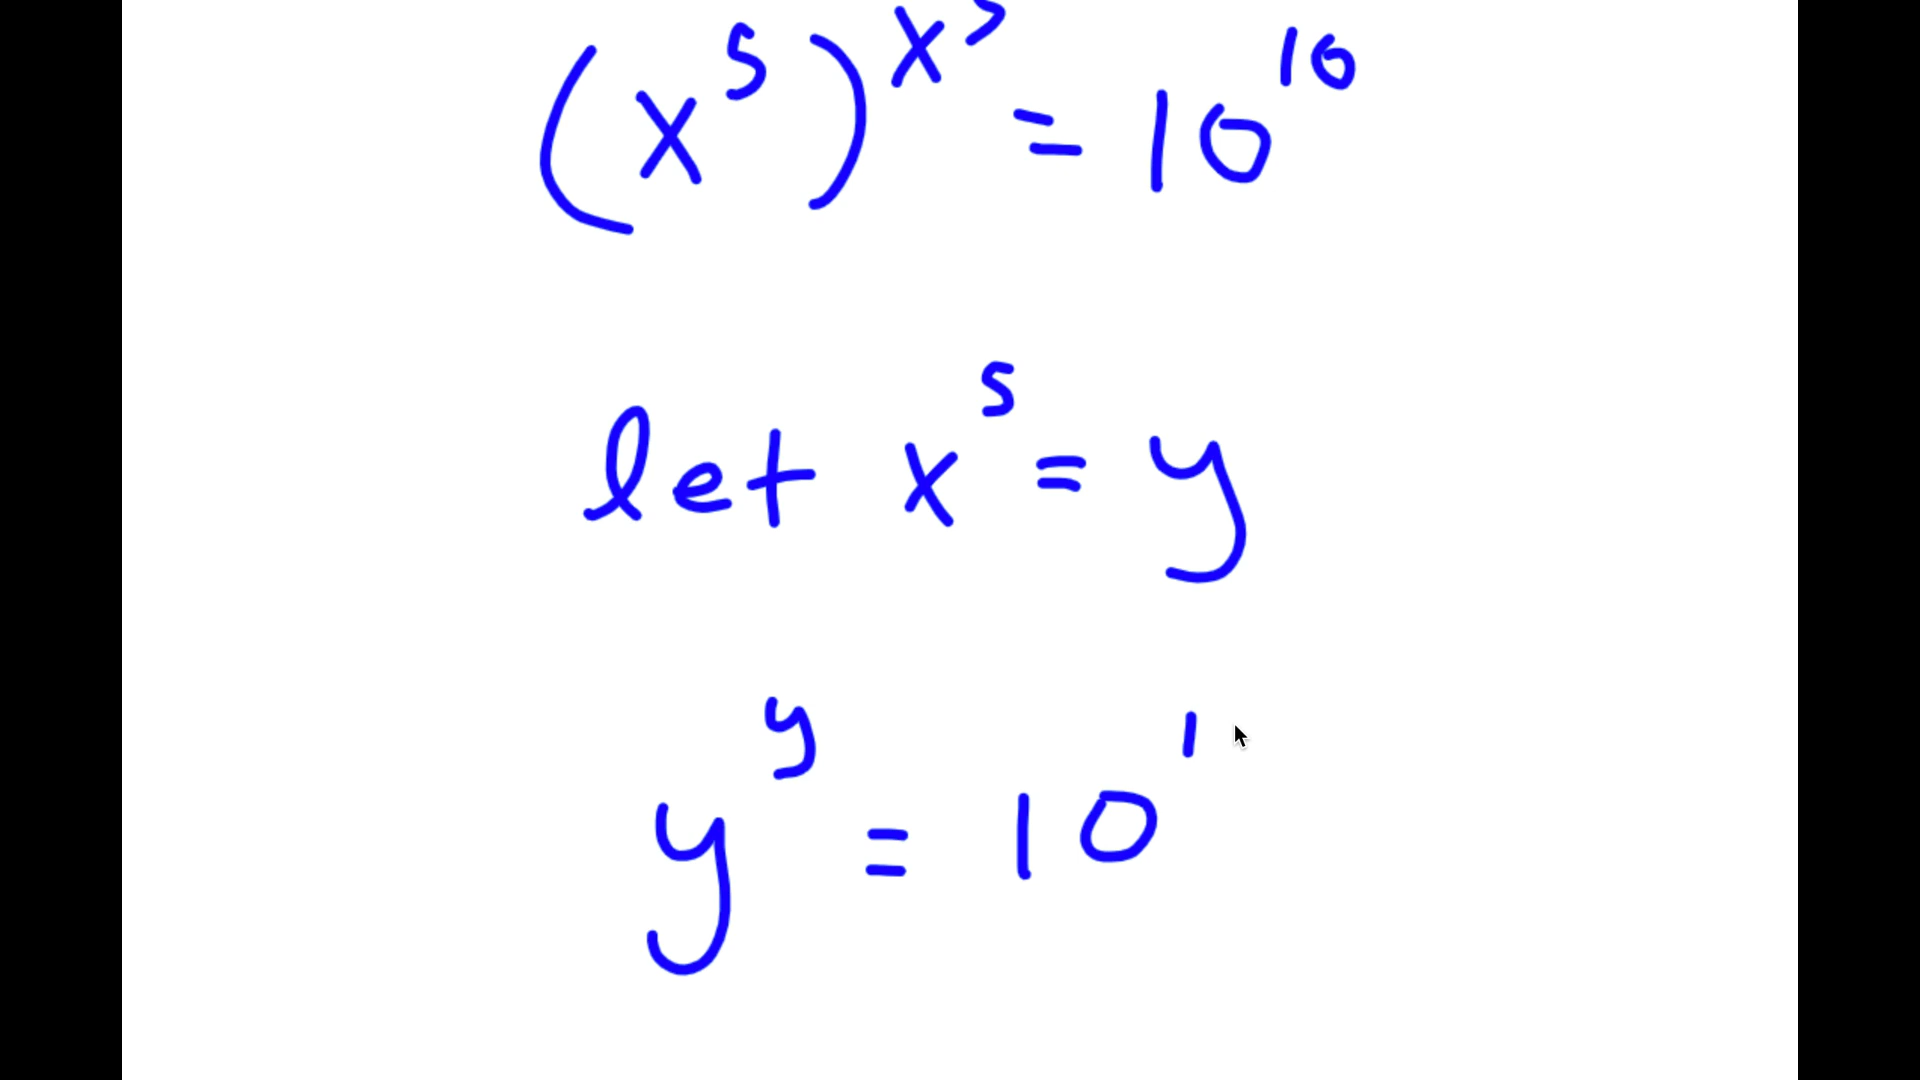 (x^5)^x^5 = 10^10
let x^5 = y
y^y = 10^1